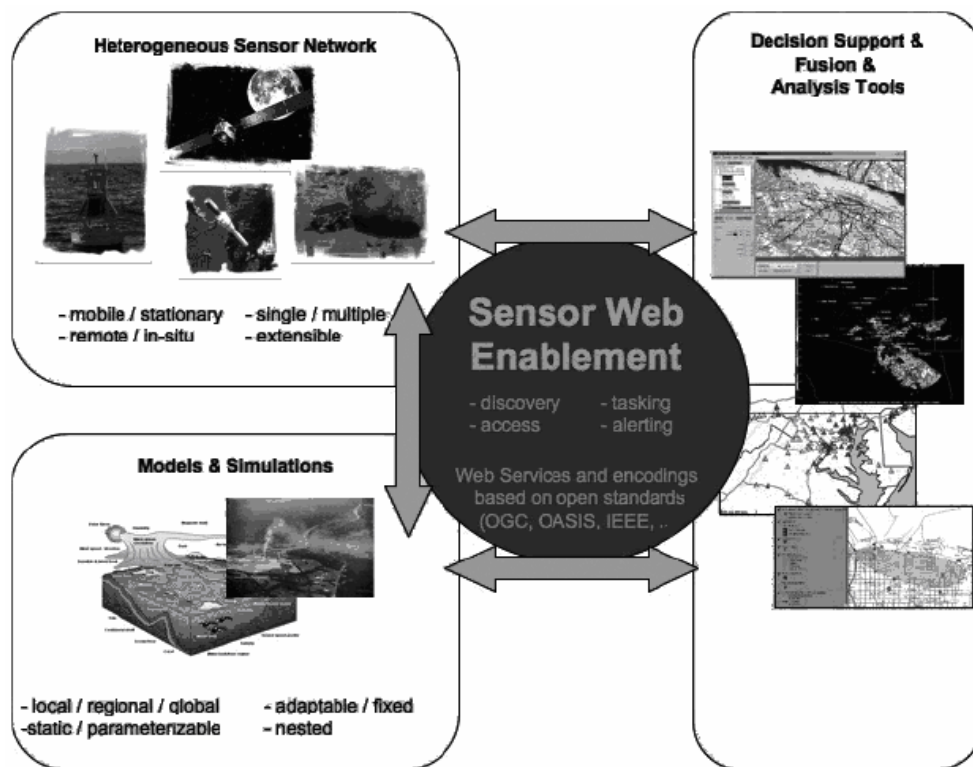 Heterogeneous Sensor Network
- mobile / stationary
- single / multiple
- remote / in-situ
- extensible
Decision Support &
Fusion &
Analysis Tools
Sensor Web
Enablement
- discovery
- tasking
- access
- alerting
Web Services and encodings
based on open standards
(OGC, OASIS, IEEE, ..
Models & Simulations
- local / regional / global
- adaptable / fixed
-static / parameterizable
- nested